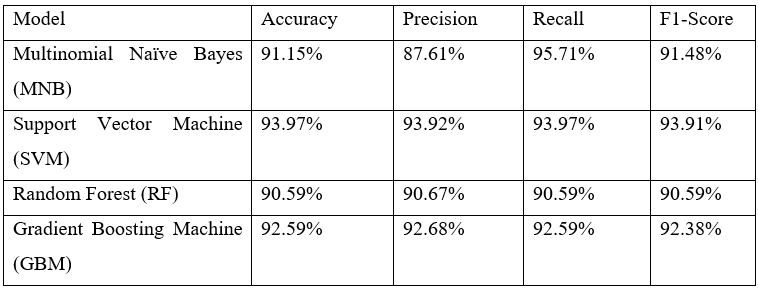 Model Accuracy Precision Recall F1-Score
Multinomial Naïve Bayes 91.15% 87.61% 95.71% 91.48%
(MNB)
Support Vector Machine 93.97% 93.92% 93.97% 93.91%
(SVM)
Random Forest (RF) 90.59% 90.67% 90.59% 90.59%
Gradient Boosting Machine 92.59% 92.68% 92.59% 92.38%
(GBM)